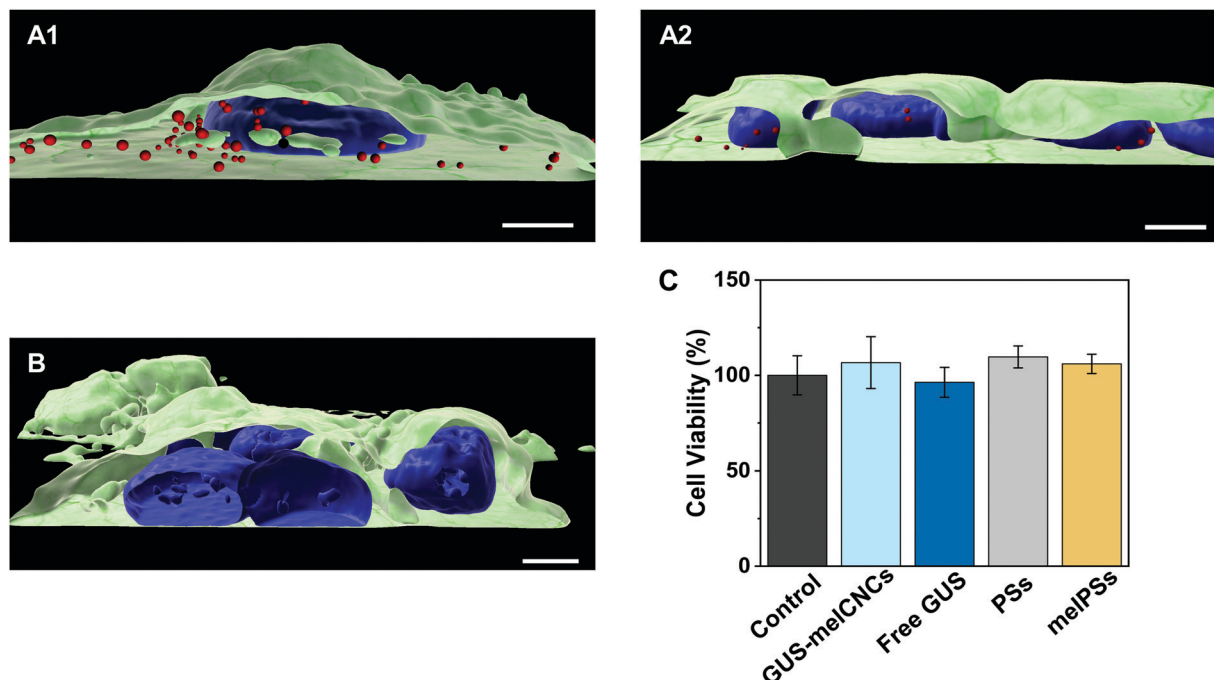 A1
A2
B
C
Cell Viability (%)
150
100
50
0
Control
GUS-melCNCs
Free GUS
PSs
melPSs